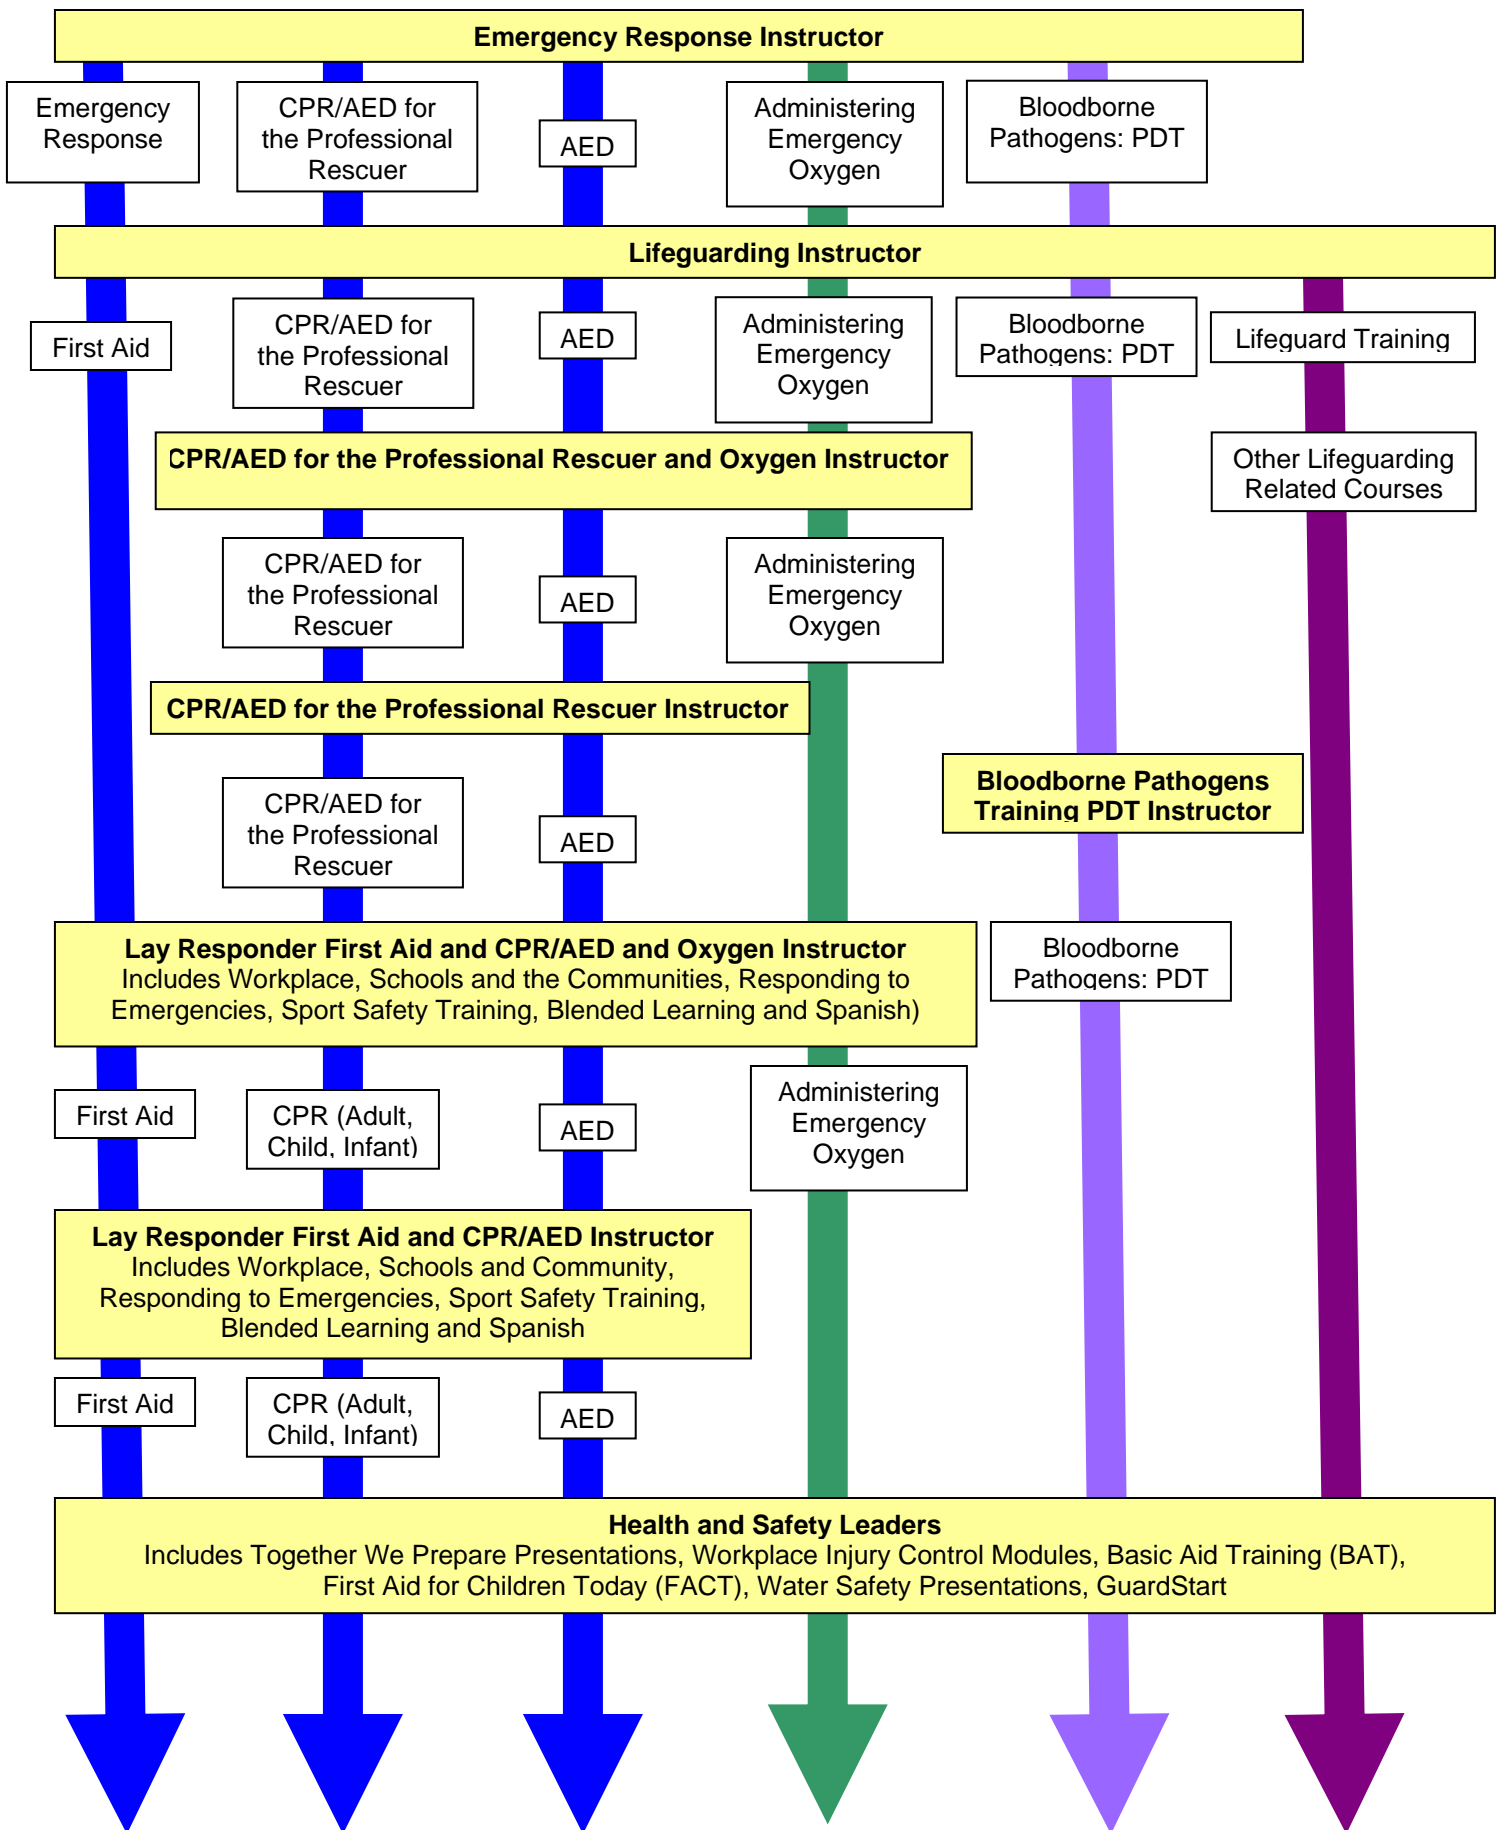 Emergency Response Instructor
Emergency
Response
CPR/AED for
the Professional
Rescuer
AED
Administering
Emergency
Oxygen
Bloodborne
Pathogens: PDT
Lifeguarding Instructor
First Aid
CPR/AED for
the Professional
Rescuer
AED
Administering
Emergency
Oxygen
Bloodborne
Pathogens: PDT
Lifeguard Training
CPR/AED for the Professional Rescuer and Oxygen Instructor
Other Lifeguarding
Related Courses
CPR/AED for
the Professional
Rescuer
AED
Administering
Emergency
Oxygen
CPR/AED for the Professional Rescuer Instructor
Bloodborne Pathogens
Training PDT Instructor
CPR/AED for
the Professional
Rescuer
AED
Lay Responder First Aid and CPR/AED and Oxygen Instructor
Includes Workplace, Schools and the Communities, Responding to
Emergencies, Sport Safety Training, Blended Learning and Spanish)
Bloodborne
Pathogens: PDT
First Aid
CPR (Adult,
Child, Infant)
AED
Administering
Emergency
Oxygen
Lay Responder First Aid and CPR/AED Instructor
Includes Workplace, Schools and Community,
Responding to Emergencies, Sport Safety Training,
Blended Learning and Spanish
First Aid
CPR (Adult,
Child, Infant)
AED
Health and Safety Leaders
Includes Together We Prepare Presentations, Workplace Injury Control Modules, Basic Aid Training (BAT),
First Aid for Children Today (FACT), Water Safety Presentations, GuardStart